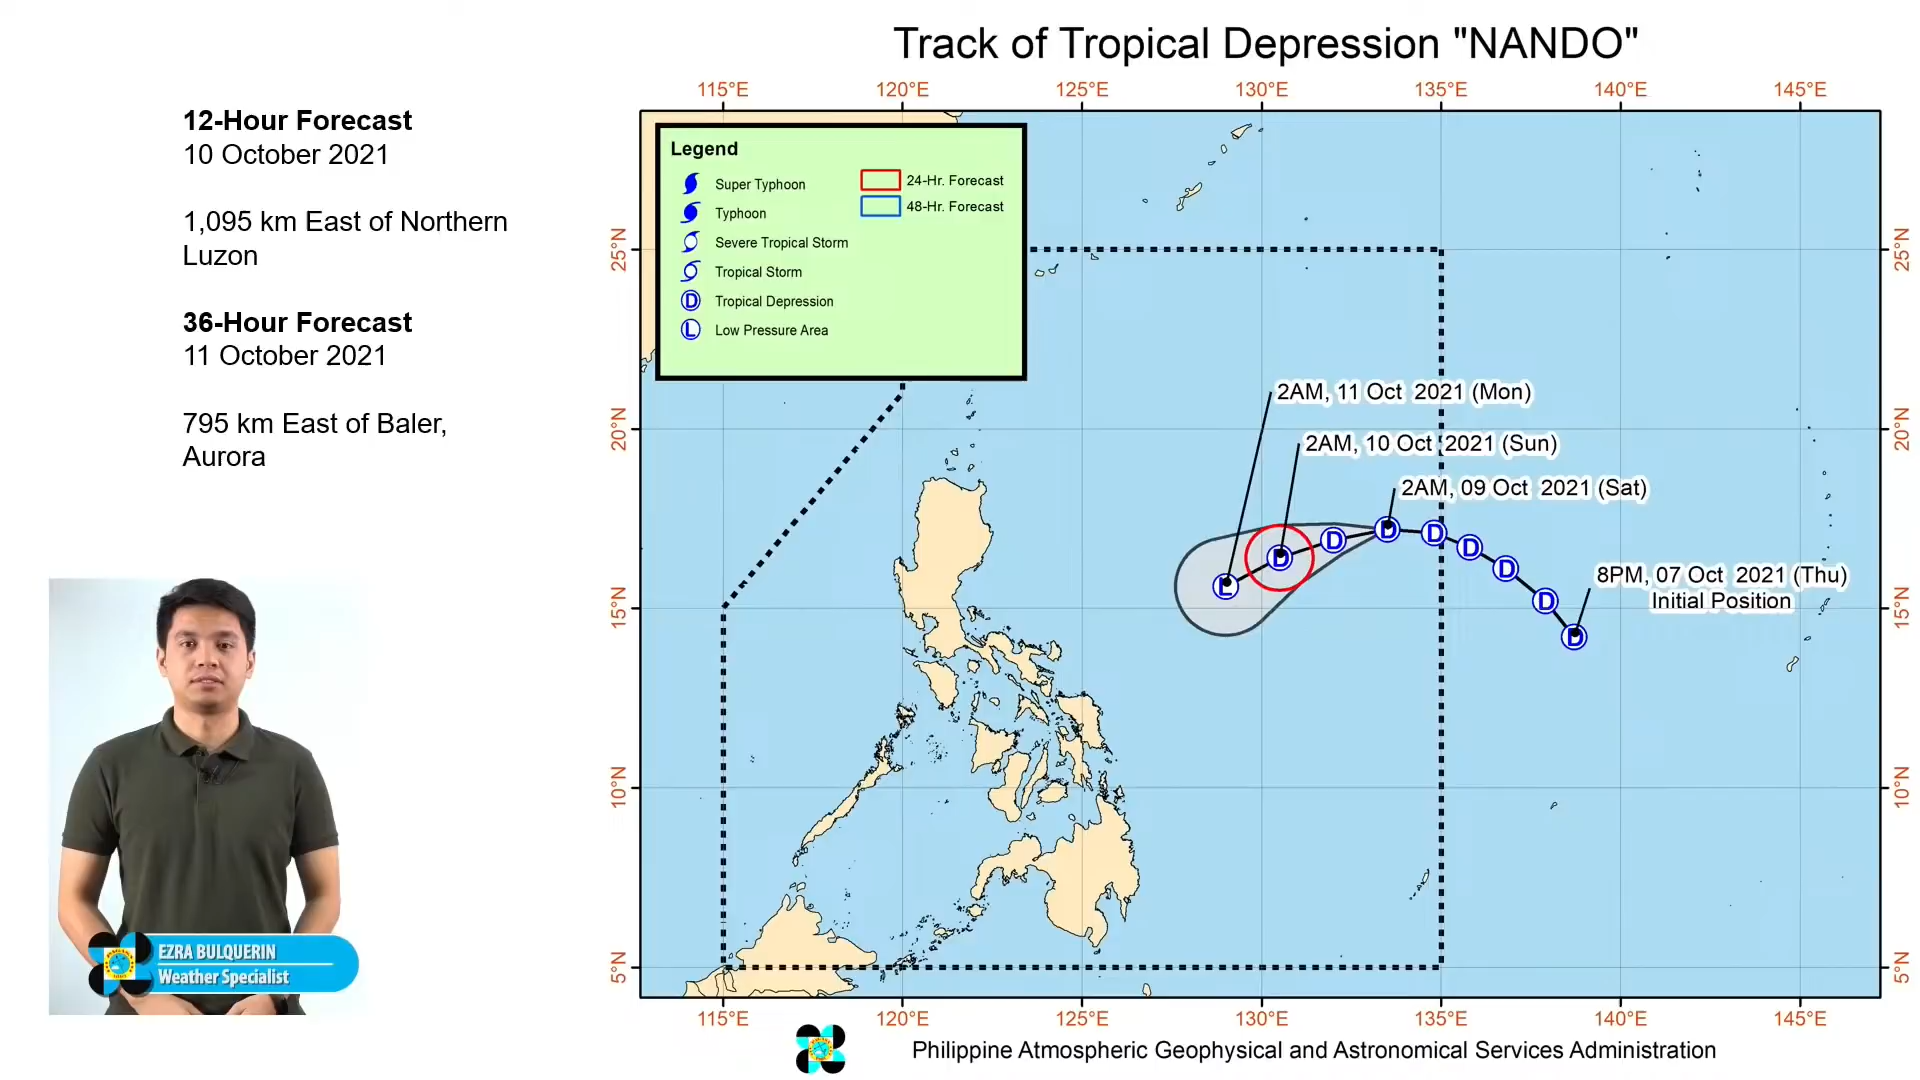 Track of Tropical Depression "NANDO"
12-Hour Forecast
10 October 2021
1,095 km East of Northern
Luzon
36-Hour Forecast
11 October 2021
795 km East of Baler,
Aurora
EZRA BULQUERIN
Weather Specialist
115°E 120°E 125°E 130°E 135°E 140°E 145°E
Legend
Super Typhoon
Typhoon
Severe Tropical Storm
Tropical Storm
D Tropical Depression
L Low Pressure Area
24-Hr. Forecast
48-Hr. Forecast
25°N 25°N
20°N 20°N
15°N 15°N
10°N 10°N
5°N 5°N
2AM, 11 Oct 2021 (Mon)
2AM, 10 Oct 2021 (Sun)
2AM, 09 Oct 2021 (Sat)
8PM, 07 Oct 2021 (Thu)
Initial Position
L D D D D D D D D
115°E 120°E 125°E 130°E 135°E 140°E 145°E
Philippine Atmospheric Geophysical and Astronomical Services Administration